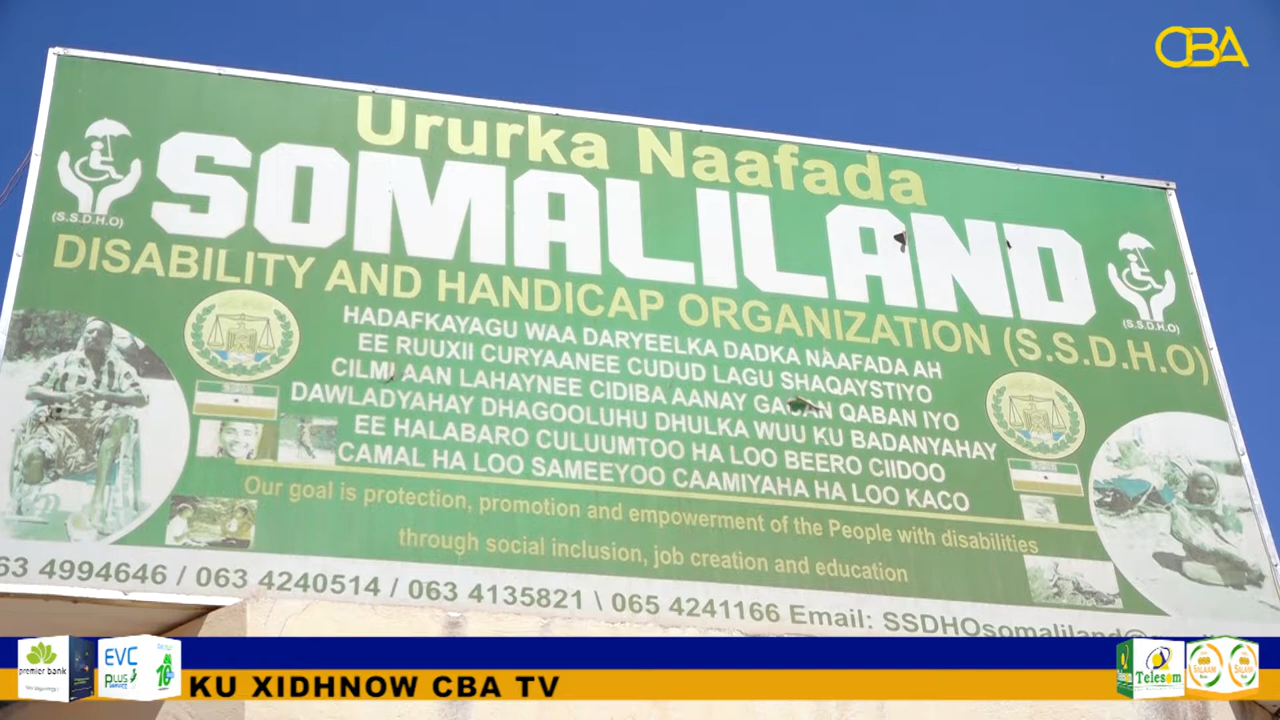 CBA
Ururka Naafada
SOMALILAND
(S.S.D.H.O)
(S.S.D.H.O)
DISABILITY AND HANDICAP ORGANIZATION (S.S.D.H.O)
HADAFKAYAGU WAA DARYEELKA DADKA NAAFADA AH
EE RUUXII CURYAANEE CUDUD LAGU SHAQAYSTIYO
CILMI AAN LAHAYNEE CIDIBA AANAY GACAN QABAN IYO
DAWLADYAHAY DHAGOOLUHU DHULKA WUU KU BADANYAHAY
EE HALABARO CULUUMTOO HA LOO BEERO CIIDOO
CAMAL HA LOO SAMEEYOO CAAMIYAHA HA LOO KACO
Our goal is protection, promotion and empowerment of the People with disabilities
through social inclusion, job creation and education
63 4994646 / 063 4240514 / 063 4135821 \ 065 4241166 Email: SSDHOsomaliland@
premier bank
EVC
plus
SERVICE
KU XIDHNOW CBA TV
Telesom
SALAAM
SALAAM